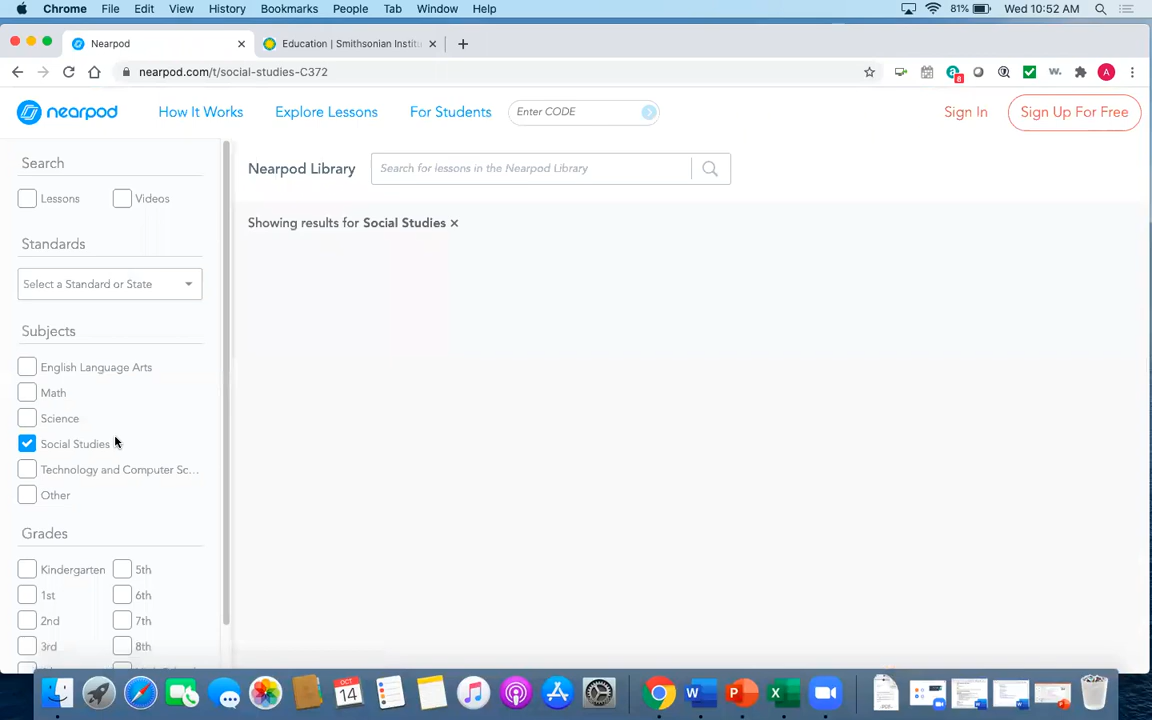 Chrome File Edit View History Bookmarks People Tab Window Help 81% Wed 10:52 AM
Nearpod Education | Smithsonian Institu
nearpod.com/t/social-studies-C372 8 W. A
nearpod How It Works Explore Lessons For Students Enter CODE Sign In Sign Up For Free
Search
Lessons Videos
Standards
Select a Standard or State
Subjects
English Language Arts
Math
Science
Social Studies
Technology and Computer Sc...
Other
Grades
Kindergarten 5th
1st 6th
2nd 7th
3rd 8th
Nearpod Library Search for lessons in the Nearpod Library
Showing results for Social Studies ×
OCT
14
W P X